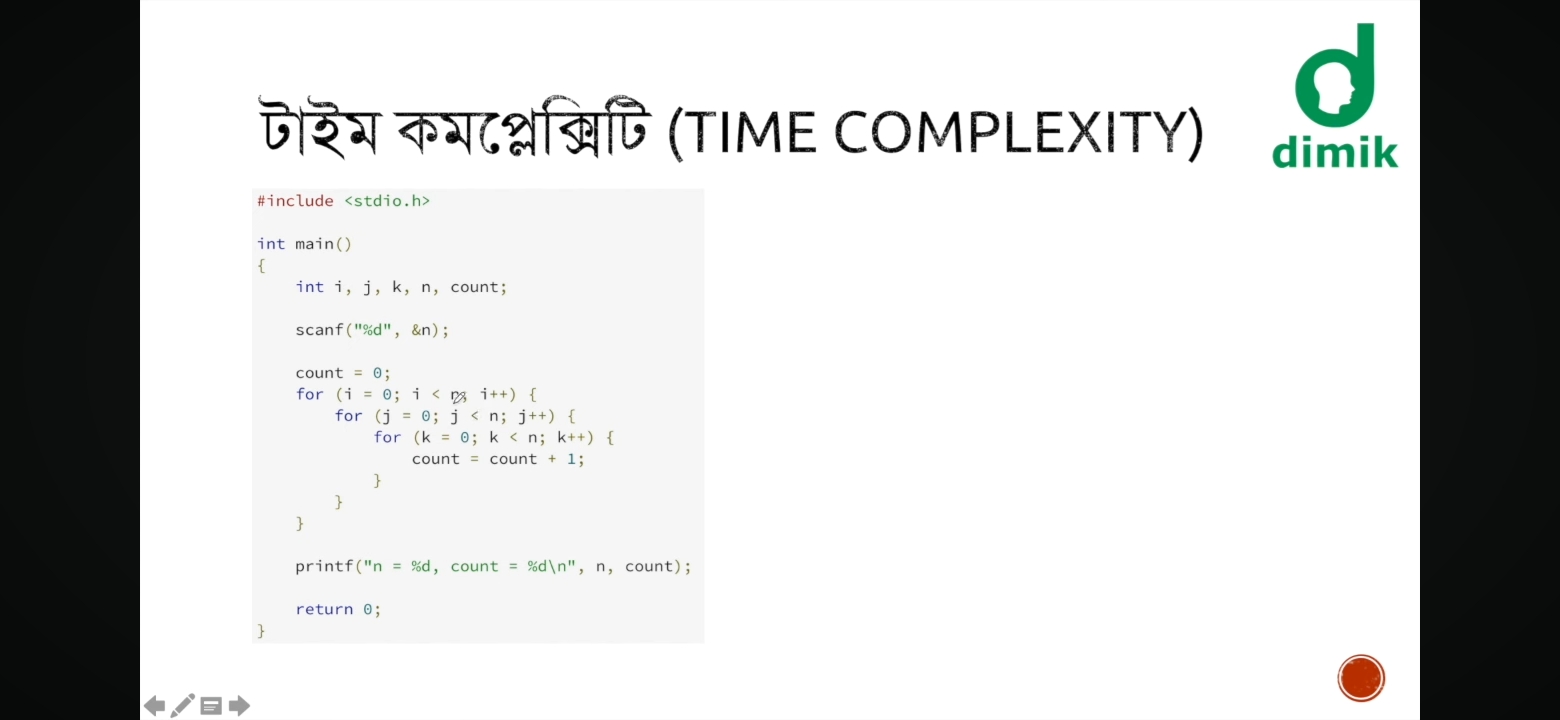 টাইম কমপ্লেক্সিটি (TIME COMPLEXITY)
dimik
#include <stdio.h>
int main()
{
    int i, j, k, n, count;
    scanf("%d", &n);
    count = 0;
    for (i = 0; i < n; i++) {
        for (j = 0; j < n; j++) {
            for (k = 0; k < n; k++) {
                count = count + 1;
            }
        }
    }
    printf("n = %d, count = %d\n", n, count);
    return 0;
}